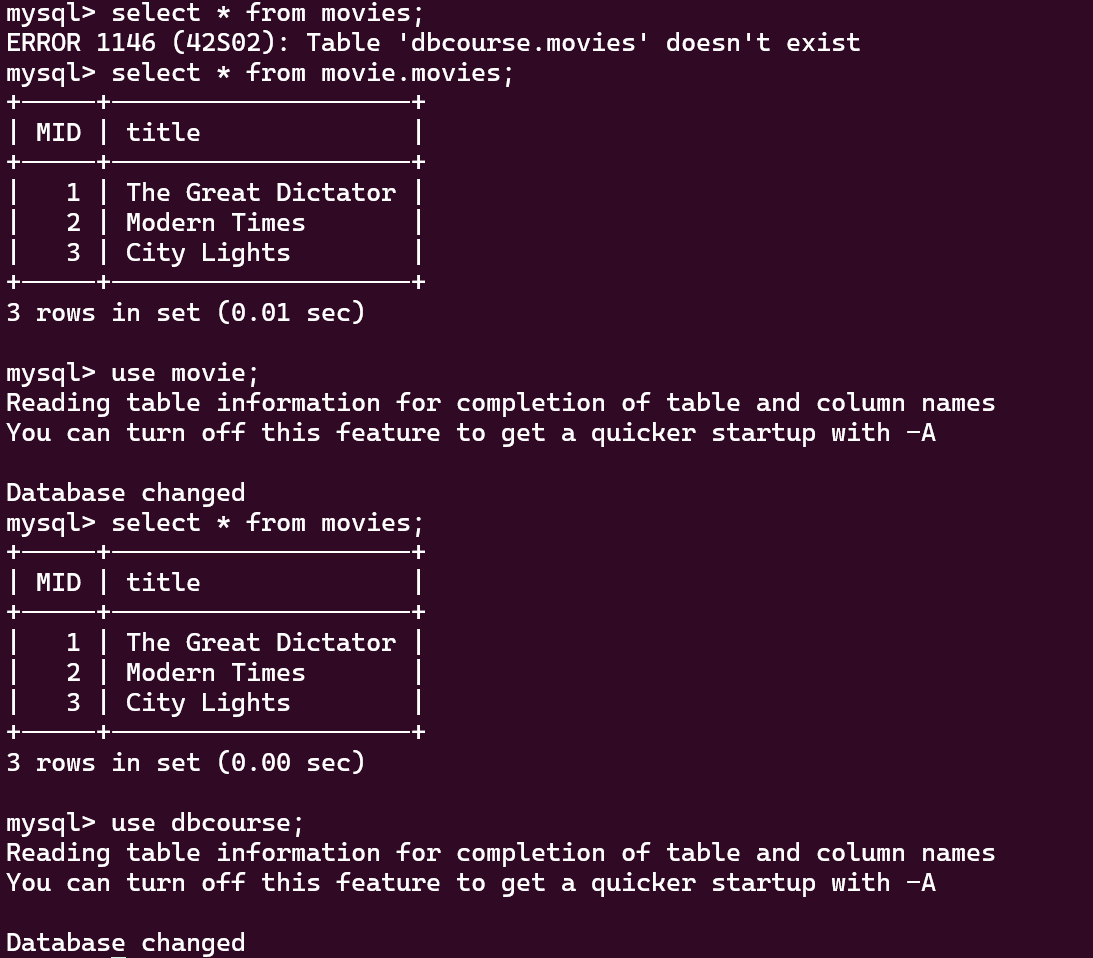 mysql> select * from movies;
ERROR 1146 (42S02): Table 'dbcourse.movies' doesn't exist
mysql> select * from movie.movies;
+-----+--------------------+
| MID | title              |
+-----+--------------------+
|   1 | The Great Dictator |
|   2 | Modern Times       |
|   3 | City Lights        |
+-----+--------------------+
3 rows in set (0.01 sec)

mysql> use movie;
Reading table information for completion of table and column names
You can turn off this feature to get a quicker startup with -A

Database changed
mysql> select * from movies;
+-----+--------------------+
| MID | title              |
+-----+--------------------+
|   1 | The Great Dictator |
|   2 | Modern Times       |
|   3 | City Lights        |
+-----+--------------------+
3 rows in set (0.00 sec)

mysql> use dbcourse;
Reading table information for completion of table and column names
You can turn off this feature to get a quicker startup with -A

Database changed